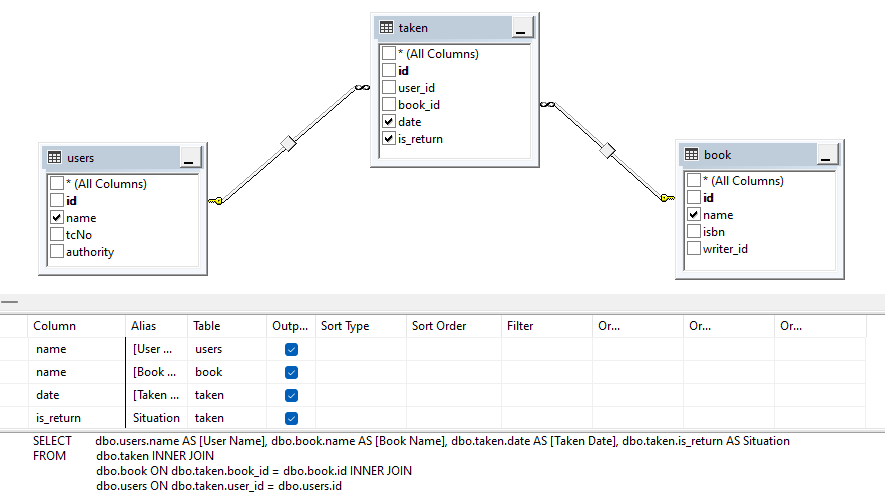 taken
* (All Columns)
id
user_id
book_id
date
is_return
users
* (All Columns)
id
name
tcNo
authority
book
* (All Columns)
id
name
isbn
writer_id
Column Alias Table Outp... Sort Type Sort Order Filter Or... Or... Or...
name [User ... users
name [Book ... book
date [Taken ... taken
is_return Situation taken
SELECT dbo.users.name AS [User Name], dbo.book.name AS [Book Name], dbo.taken.date AS [Taken Date], dbo.taken.is_return AS Situation
FROM dbo.taken INNER JOIN
dbo.book ON dbo.taken.book_id = dbo.book.id INNER JOIN
dbo.users ON dbo.taken.user_id = dbo.users.id